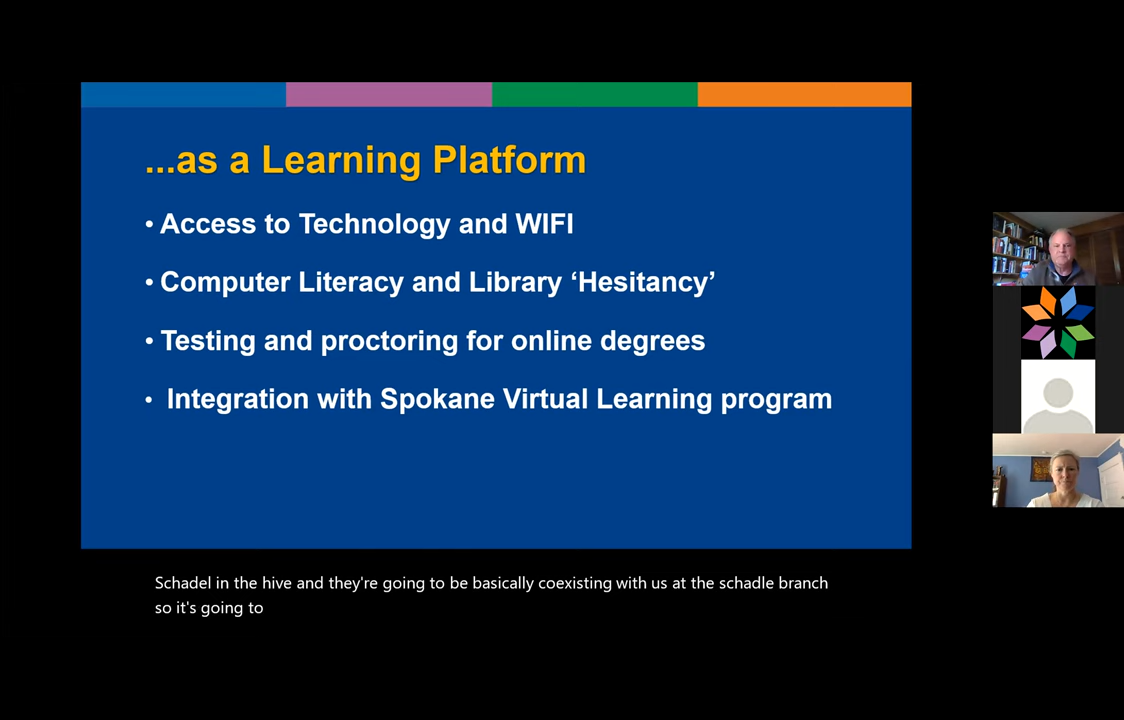 ...as a Learning Platform
• Access to Technology and WIFI
• Computer Literacy and Library ‘Hesitancy’
• Testing and proctoring for online degrees
• Integration with Spokane Virtual Learning program
Schadel in the hive and they're going to be basically coexisting with us at the schadle branch
so it's going to